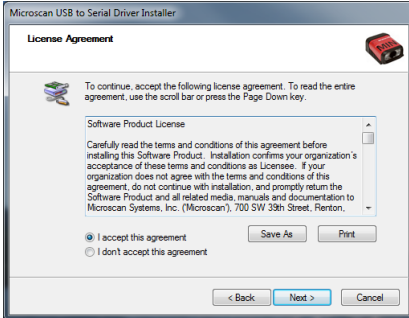 Microscan USB to Serial Driver Installer
License Agreement
To continue, accept the following license agreement. To read the entire
agreement, use the scroll bar or press the Page Down key.
Software Product License
Carefully read the terms and conditions of this agreement before
installing this Software Product. Installation confirms your organization's
acceptance of these terms and conditions as Licensee. If your
organization does not agree with the terms and conditions of this
agreement, do not continue with installation, and promptly return the
Software Product and all related media, manuals and documentation to
Microscan Systems, Inc. ('Microscan'), 700 SW 39th Street, Renton,
I accept this agreement
Save As
Print
I don't accept this agreement
< Back
Next >
Cancel